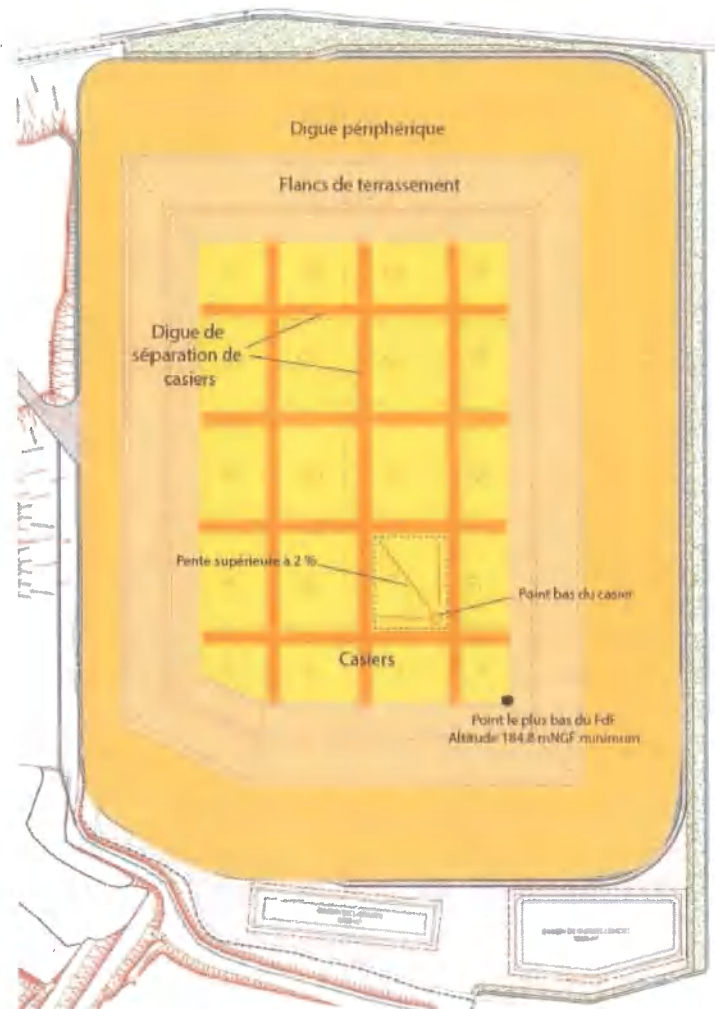 Digue périphérique
Flancs de terrassement
Digue de
séparation de
casiers
Pente supérieure à 2 %
Point bas du casier
Casiers
Point le plus bas du FdF
Altitude 184.8 mNGF minimum